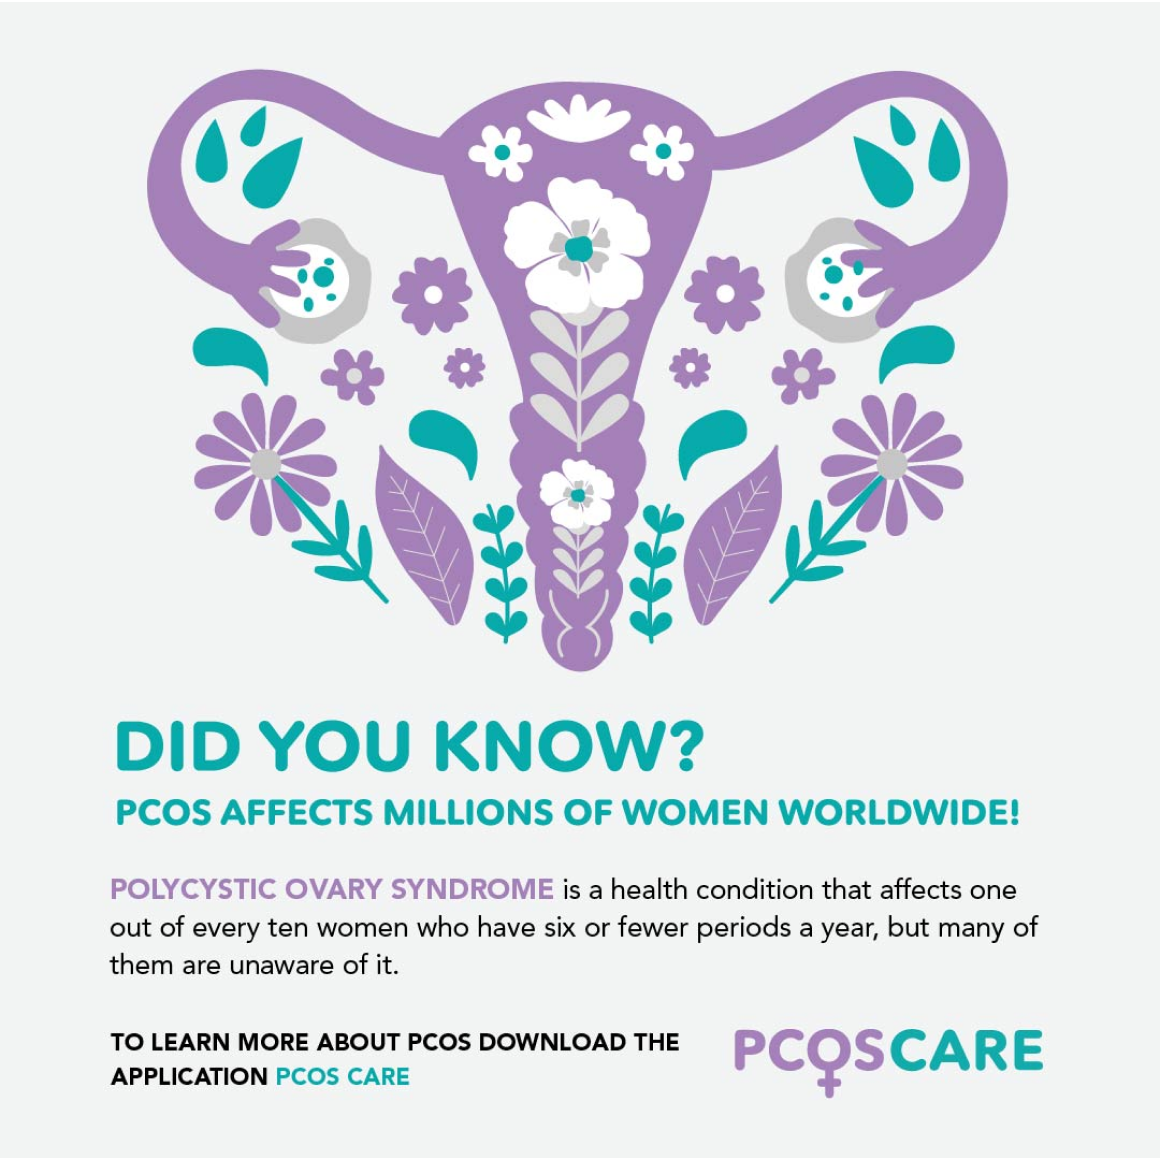 DID YOU KNOW?
PCOS AFFECTS MILLIONS OF WOMEN WORLDWIDE!
POLYCYSTIC OVARY SYNDROME is a health condition that affects one
out of every ten women who have six or fewer periods a year, but many of
them are unaware of it.
TO LEARN MORE ABOUT PCOS DOWNLOAD THE
APPLICATION PCOS CARE
PCOSCARE